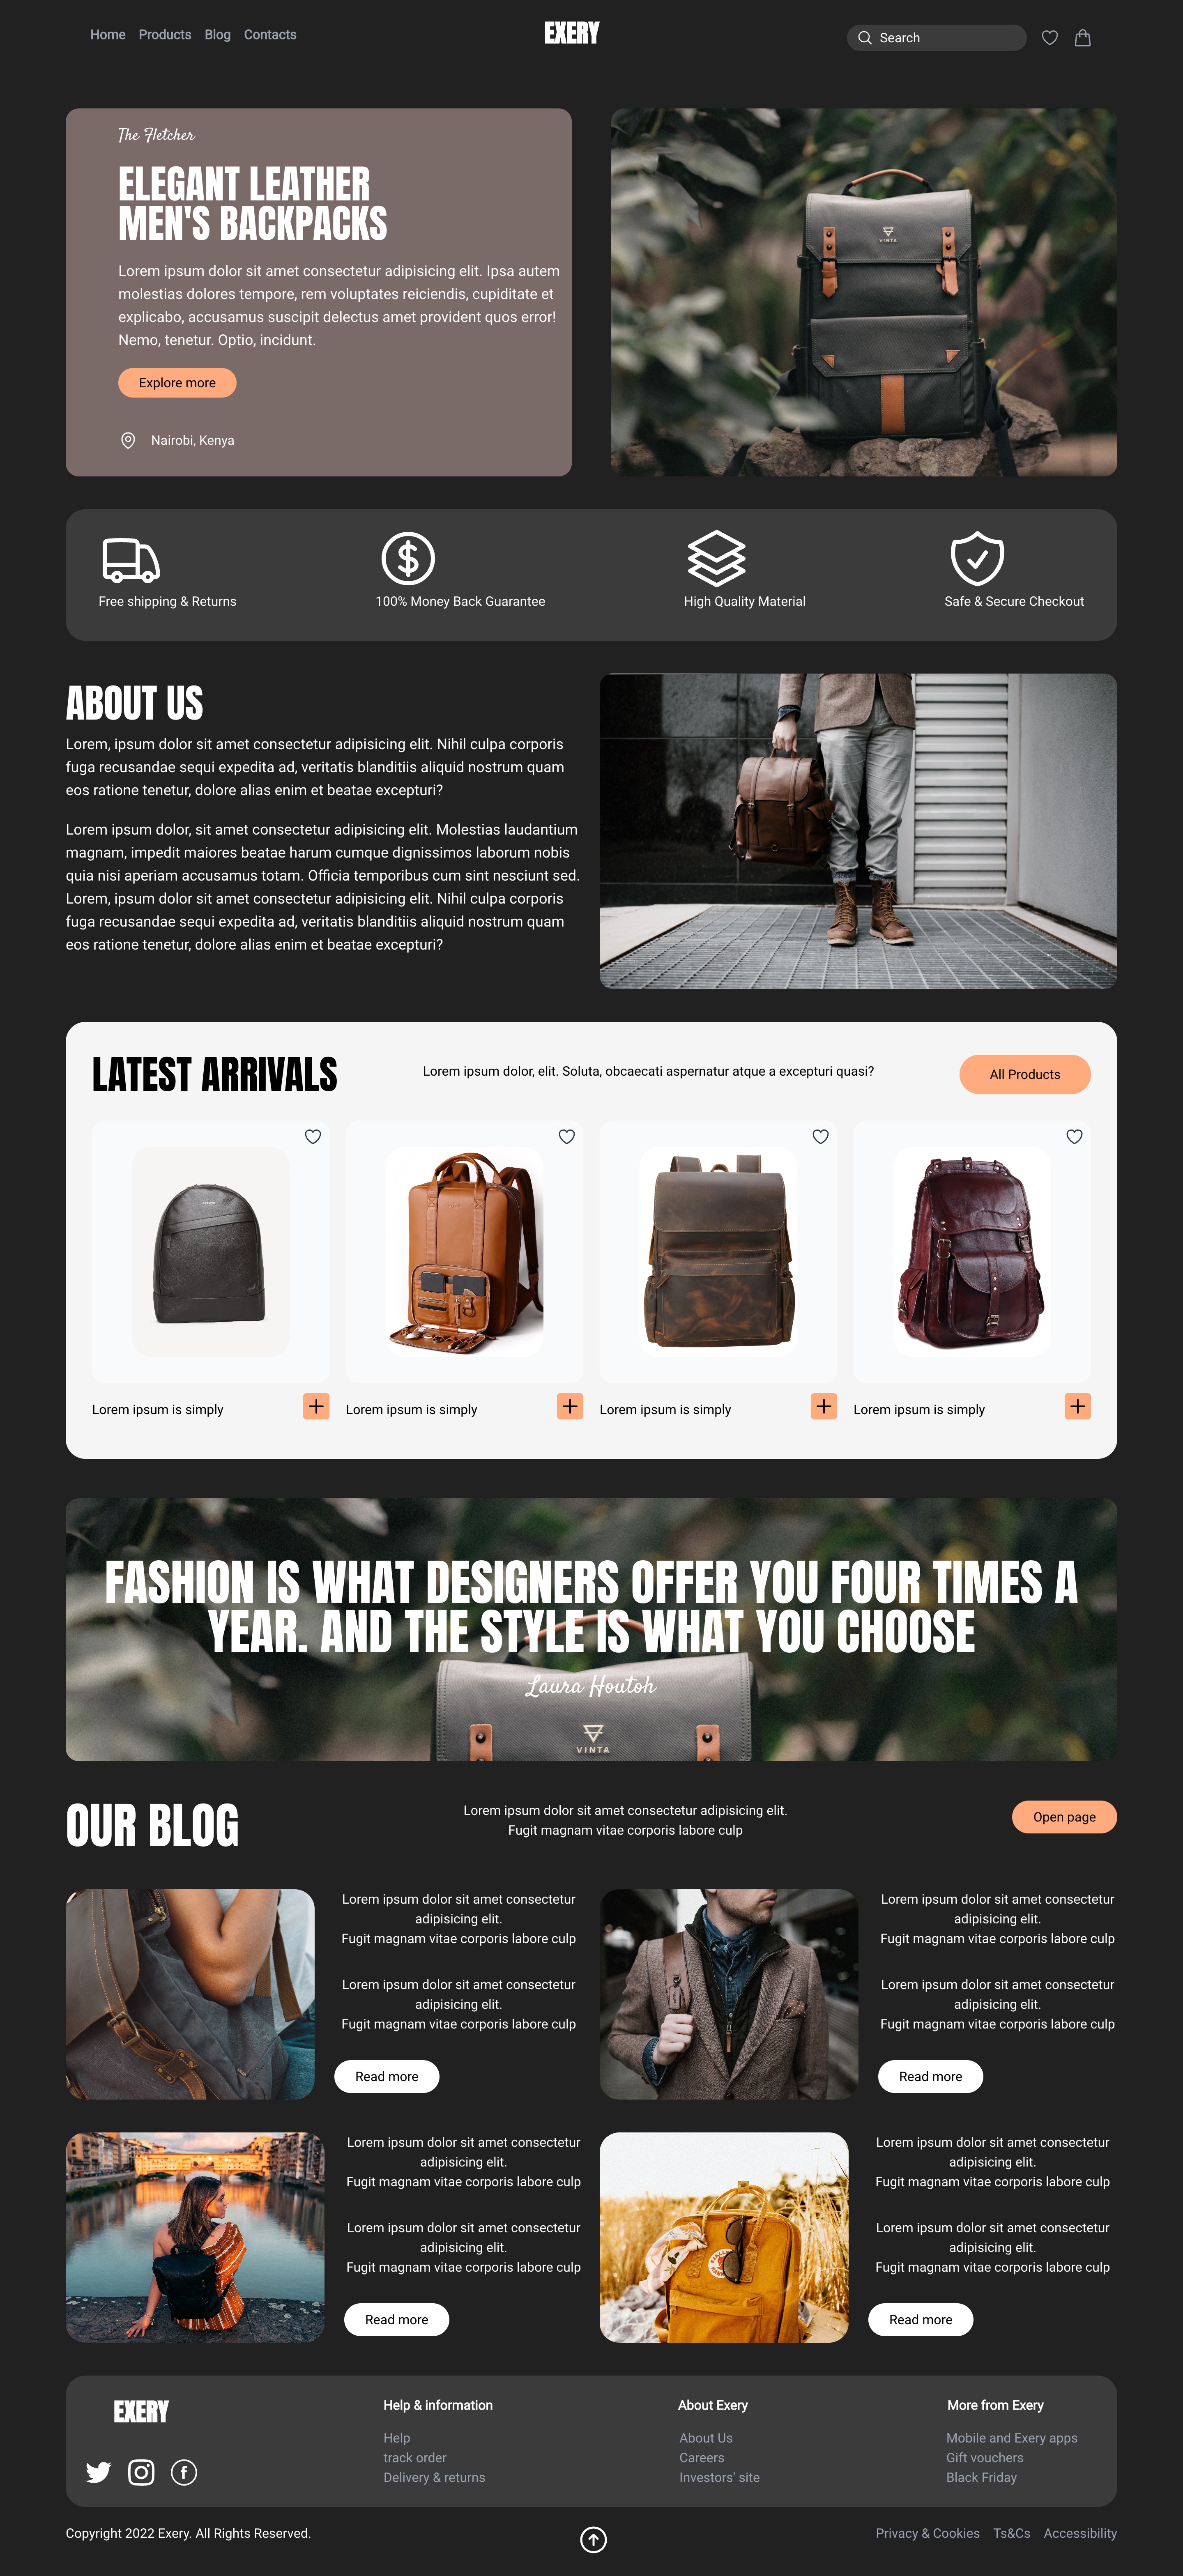 Home Products Blog Contacts
EXERY
Search
The Fletcher
ELEGANT LEATHER
MEN'S BACKPACKS
Lorem ipsum dolor sit amet consectetur adipisicing elit. Ipsa autem
molestias dolores tempore, rem voluptates reiciendis, cupiditate et
explicabo, accusamus suscipit delectus amet provident quos error!
Nemo, tenetur. Optio, incidunt.
Explore more
Nairobi, Kenya
VINTA
Free shipping & Returns
100% Money Back Guarantee
High Quality Material
Safe & Secure Checkout
ABOUT US
Lorem, ipsum dolor sit amet consectetur adipisicing elit. Nihil culpa corporis
fuga recusandae sequi expedita ad, veritatis blanditiis aliquid nostrum quam
eos ratione tenetur, dolore alias enim et beatae excepturi?
Lorem ipsum dolor, sit amet consectetur adipisicing elit. Molestias laudantium
magnam, impedit maiores beatae harum cumque dignissimos laborum nobis
quia nisi aperiam accusamus totam. Officia temporibus cum sint nesciunt sed.
Lorem, ipsum dolor sit amet consectetur adipisicing elit. Nihil culpa corporis
fuga recusandae sequi expedita ad, veritatis blanditiis aliquid nostrum quam
eos ratione tenetur, dolore alias enim et beatae excepturi?
LATEST ARRIVALS
Lorem ipsum dolor, elit. Soluta, obcaecati aspernatur atque a excepturi quasi?
All Products
Lorem ipsum is simply
Lorem ipsum is simply
Lorem ipsum is simply
Lorem ipsum is simply
FASHION IS WHAT DESIGNERS OFFER YOU FOUR TIMES A
YEAR. AND THE STYLE IS WHAT YOU CHOOSE
Laura Houtoh
VINTA
OUR BLOG
Lorem ipsum dolor sit amet consectetur adipisicing elit.
Fugit magnam vitae corporis labore culp
Open page
Lorem ipsum dolor sit amet consectetur
adipisicing elit.
Fugit magnam vitae corporis labore culp
Lorem ipsum dolor sit amet consectetur
adipisicing elit.
Fugit magnam vitae corporis labore culp
Read more
Lorem ipsum dolor sit amet consectetur
adipisicing elit.
Fugit magnam vitae corporis labore culp
Lorem ipsum dolor sit amet consectetur
adipisicing elit.
Fugit magnam vitae corporis labore culp
Read more
Lorem ipsum dolor sit amet consectetur
adipisicing elit.
Fugit magnam vitae corporis labore culp
Lorem ipsum dolor sit amet consectetur
adipisicing elit.
Fugit magnam vitae corporis labore culp
Read more
Lorem ipsum dolor sit amet consectetur
adipisicing elit.
Fugit magnam vitae corporis labore culp
Lorem ipsum dolor sit amet consectetur
adipisicing elit.
Fugit magnam vitae corporis labore culp
Read more
EXERY
Help & information
Help
track order
Delivery & returns
About Exery
About Us
Careers
Investors' site
More from Exery
Mobile and Exery apps
Gift vouchers
Black Friday
Copyright 2022 Exery. All Rights Reserved.
Privacy & Cookies Ts&Cs Accessibility